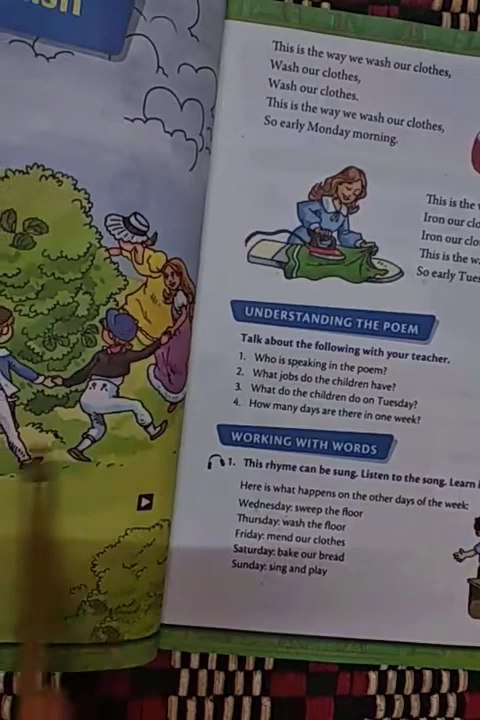 This is the way we wash our clothes,
Wash our clothes,
Wash our clothes.
This is the way we wash our clothes,
So early Monday morning.
This is the
Iron our
Iron our
This is the
So early
UNDERSTANDING THE POEM
Talk about the following with your teacher.
1. Who is speaking in the poem?
2. What jobs do the children have?
3. What do the children do on Tuesday?
4. How many days are there in one week?
WORKING WITH WORDS
1. This rhyme can be sung. Listen to the song. Learn
Here is what happens on the other days of the week:
Wednesday: sweep the floor
Thursday: wash the floor
Friday: mend our clothes
Saturday: bake our bread
Sunday: sing and play